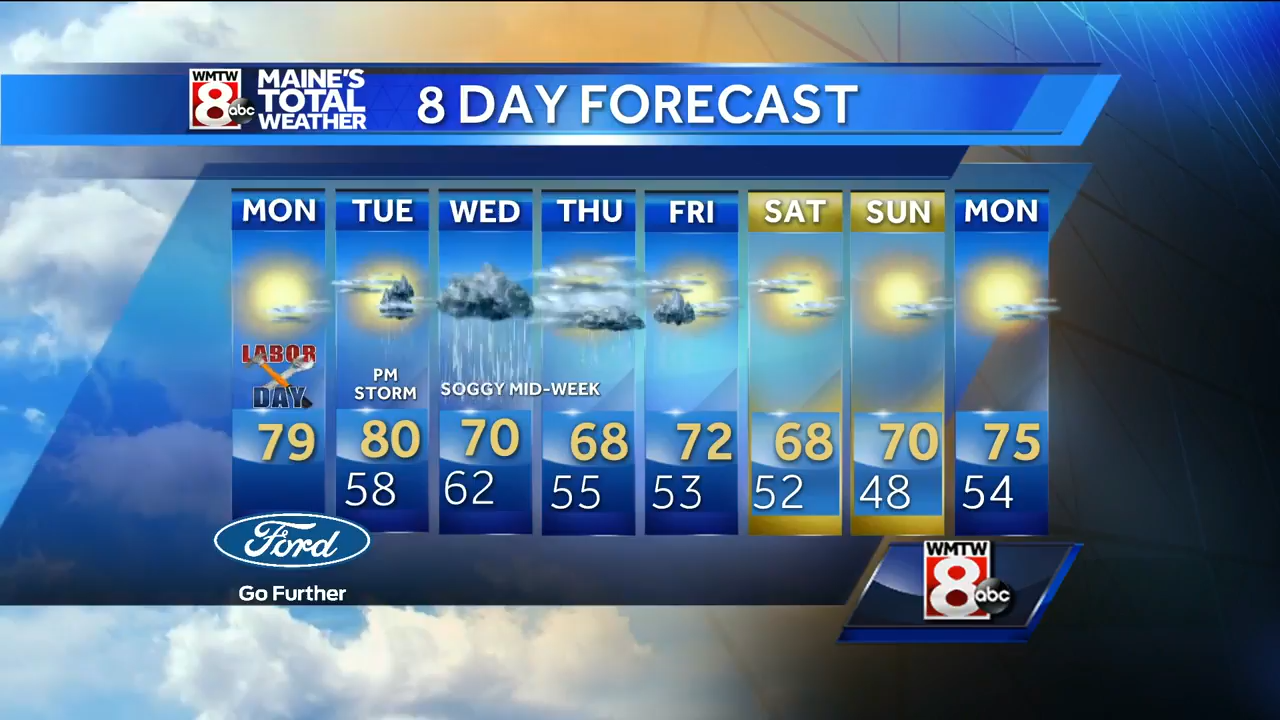 WMTW
8 abc
MAINE'S
TOTAL
WEATHER
8 DAY FORECAST
MON TUE WED THU FRI SAT SUN MON
LABOR
DAY
PM
STORM
SOGGY MID-WEEK
79 80 70 68 72 68 70 75
58 62 55 53 52 48 54
Ford
Go Further
WMTW
8 abc